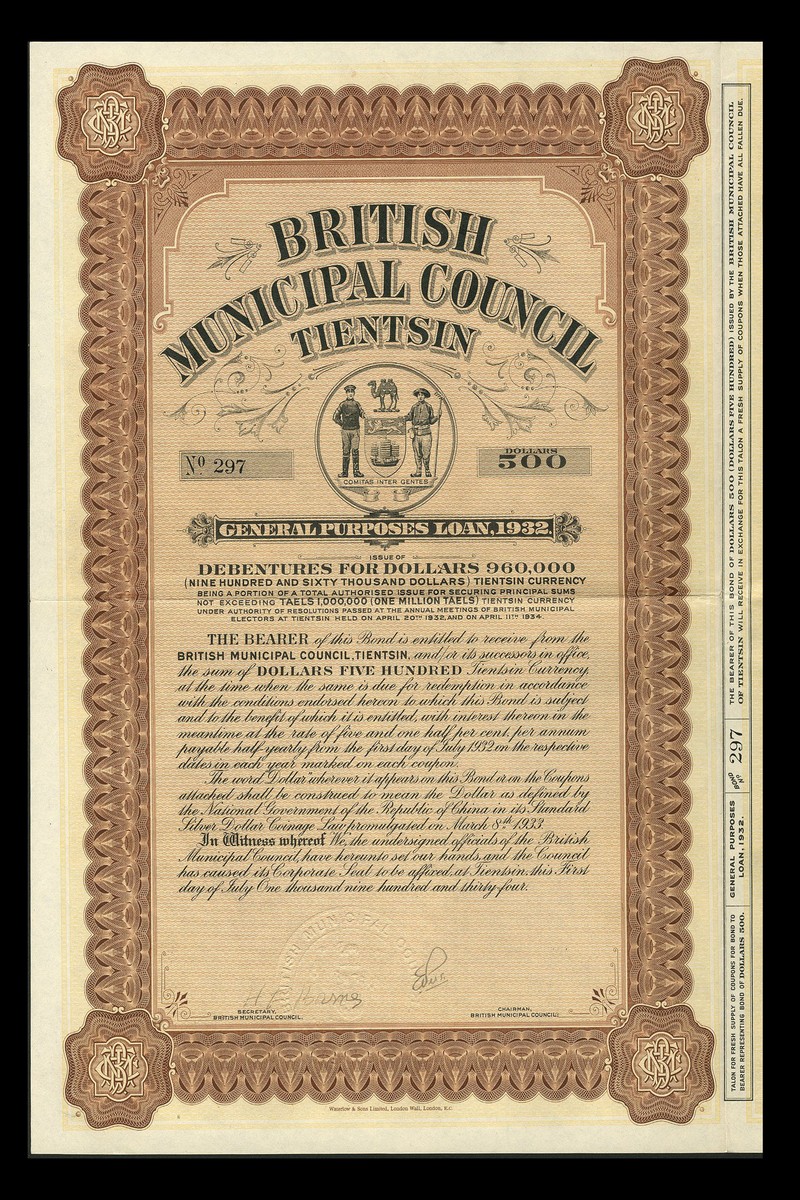 BRITISH
MUNICIPAL COUNCIL
TIENTSIN
Nº 297
DOLLARS
500
COMITAS INTER GENTES
GENERAL PURPOSES LOAN, 1932.
ISSUE OF
DEBENTURES FOR DOLLARS 960,000
(NINE HUNDRED AND SIXTY THOUSAND DOLLARS) TIENTSIN CURRENCY
BEING A PORTION OF A TOTAL AUTHORISED ISSUE FOR SECURING PRINCIPAL SUMS
NOT EXCEEDING TAELS 1,000,000 (ONE MILLION TAELS) TIENTSIN CURRENCY
UNDER AUTHORITY OF RESOLUTIONS PASSED AT THE ANNUAL MEETINGS OF BRITISH MUNICIPAL
ELECTORS AT TIENTSIN HELD ON APRIL 20TH 1932, AND ON APRIL 11TH 1934.
THE BEARER of this Bond is entitled to receive from the
BRITISH MUNICIPAL COUNCIL, TIENTSIN, and/or its successors in office,
the sum of DOLLARS FIVE HUNDRED Tientsin Currency,
at the time when the same is due for redemption in accordance
with the conditions endorsed hereon to which this Bond is subject
and to the benefit of which it is entitled, with interest thereon in the
meantime at the rate of five and one half per cent. per annum
payable half-yearly from the first day of July 1932 on the respective
dates in each year marked on each coupon.
The word "Dollar" wherever it appears on this Bond or on the Coupons
attached shall be construed to mean the Dollar as defined by
the National Government of the Republic of China in its Standard
Silver Dollar Coinage Law promulgated on March 8th 1933.
In Witness whereof We, the undersigned officials of the British
Municipal Council, have hereunto set our hands and the Council
has caused its Corporate Seal to be affixed, at Tientsin, this First
day of July One thousand nine hundred and thirty-four.
SECRETARY,
BRITISH MUNICIPAL COUNCIL.
CHAIRMAN,
BRITISH MUNICIPAL COUNCIL.
Waterlow & Sons Limited, London Wall, London, E.C.
TALON FOR FRESH SUPPLY OF COUPONS FOR BOND TO
BEARER REPRESENTING BOND OF DOLLARS 500.
GENERAL PURPOSES
LOAN, 1932.
BOND Nº 297
THE BEARER OF THIS BOND OF DOLLARS 500 (DOLLARS FIVE HUNDRED) ISSUED BY THE BRITISH MUNICIPAL COUNCIL
OF TIENTSIN WILL RECEIVE IN EXCHANGE FOR THIS TALON A FRESH SUPPLY OF COUPONS WHEN THOSE ATTACHED HAVE ALL FALLEN DUE.